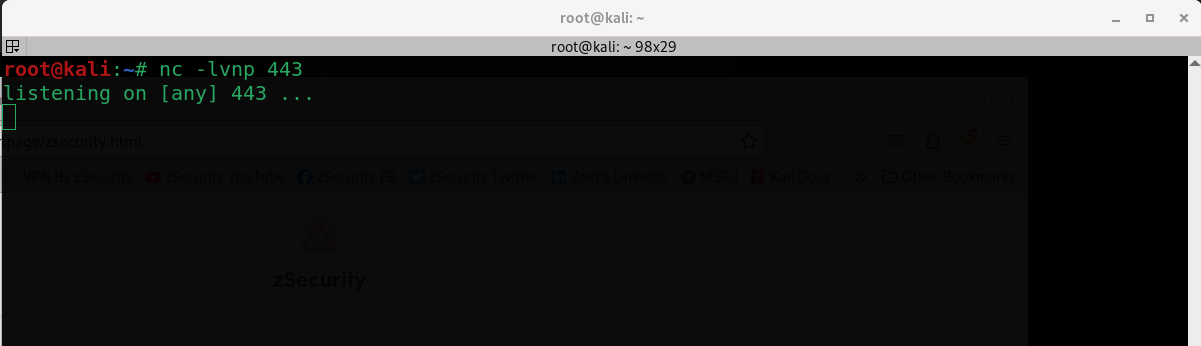 root@kali: ~
root@kali: ~ 98x29
root@kali:~# nc -lvnp 443
listening on [any] 443 ...
page/zsecurity.html
VPN By zSecurity zSecurity YouTube zSecurity FB zSecurity Twitter Zaid's Linkedin MSFU Kali Docs Other Bookmarks
zSecurity